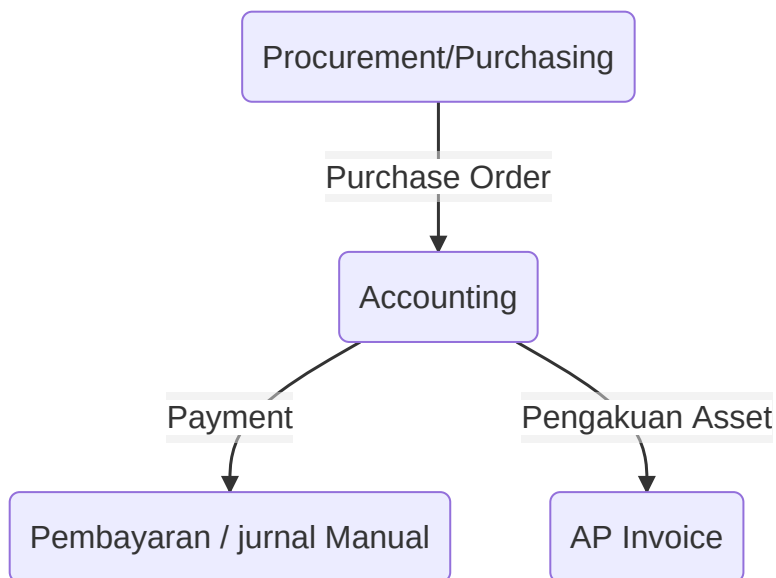 Procurement/Purchasing
Purchase Order
Accounting
Payment
Pengakuan Asset
Pembayaran / jurnal Manual
AP Invoice